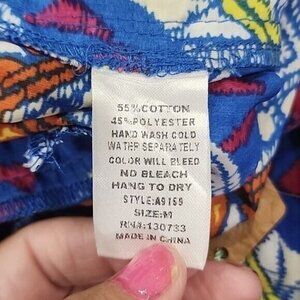 55%COTTON
45%POLYESTER
HAND WASH COLD
WATER SEPARATELY
COLOR WILL BLEED
NO BLEACH
HANG TO DRY
STYLE:A9159
SIZE:M
RN#:130733
MADE IN CHINA